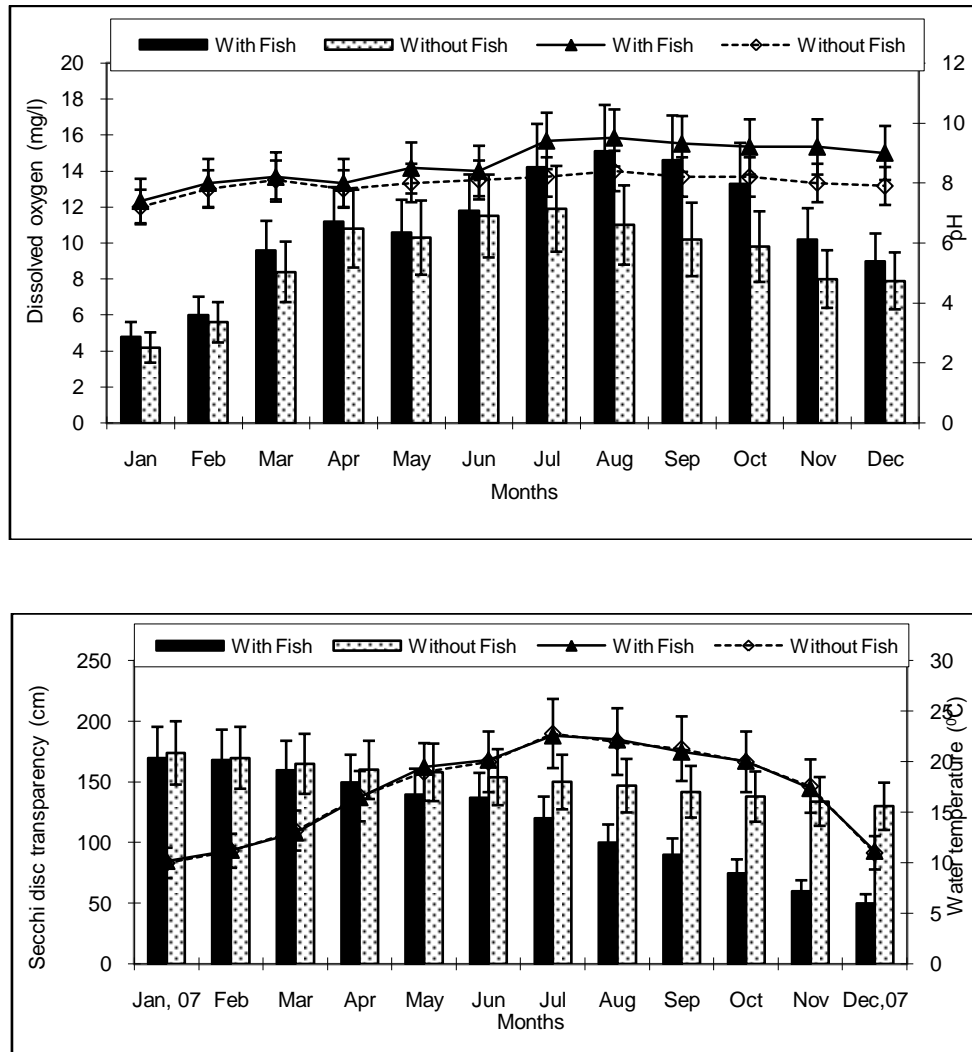 With Fish Without Fish With Fish Without Fish
20 12
18
16 10
14 8
12
10 6
8
6 4
4 2
2
0 0
Dissolved oxygen (mg/l)
pH
Jan Feb Mar Apr May Jun Jul Aug Sep Oct Nov Dec
Months
With Fish Without Fish With Fish Without Fish
250 30
200 25
150 20
100 15
50 10
0 5
0
Secchi disc transparency (cm)
Water temperature (ºC)
Jan, 07 Feb Mar Apr May Jun Jul Aug Sep Oct Nov Dec,07
Months